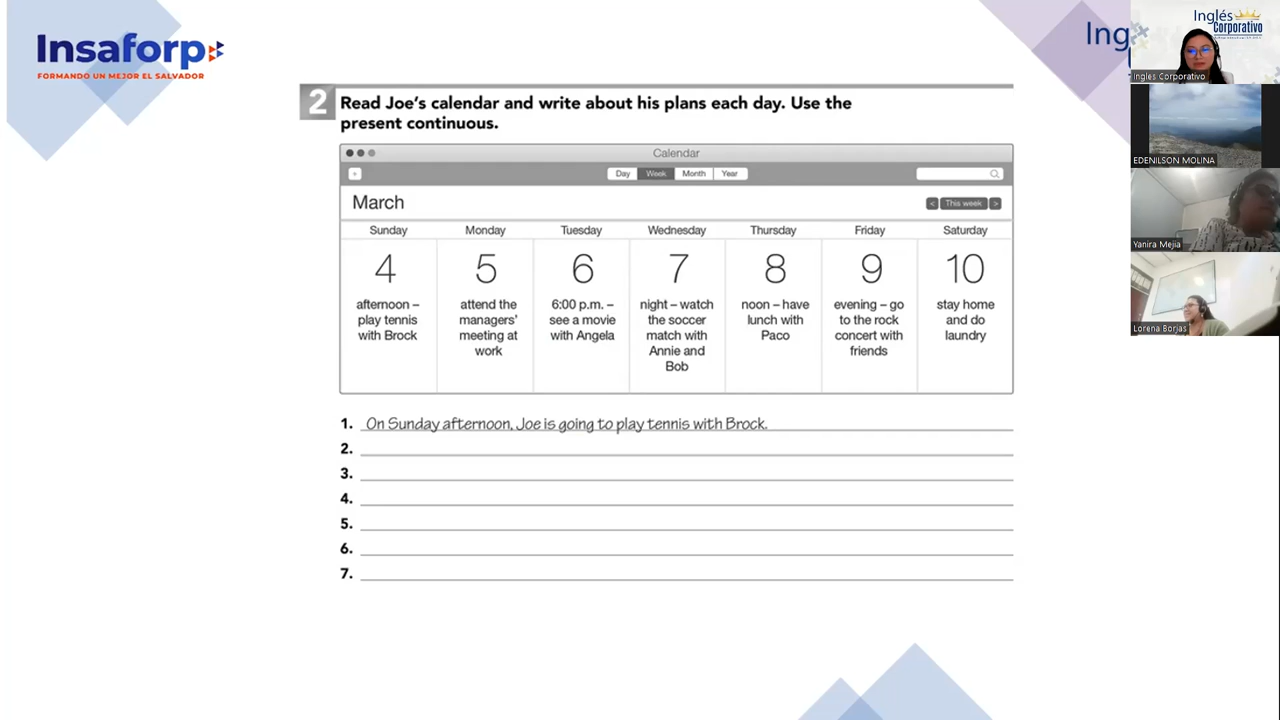 Insaforp
FORMANDO UN MEJOR EL SALVADOR
Ing
Inglés
Corporativo
Ingles Corporativo
EDENILSON MOLINA
Yanira Mejia
Lorena Borjas
2 Read Joe's calendar and write about his plans each day. Use the
present continuous.
Calendar
+
Day Week Month Year
March
< This week >
Sunday Monday Tuesday Wednesday Thursday Friday Saturday
4 5 6 7 8 9 10
afternoon –
play tennis
with Brock
attend the
managers'
meeting at
work
6:00 p.m. –
see a movie
with Angela
night – watch
the soccer
match with
Annie and
Bob
noon – have
lunch with
Paco
evening – go
to the rock
concert with
friends
stay home
and do
laundry
1. On Sunday afternoon, Joe is going to play tennis with Brock.
2.
3.
4.
5.
6.
7.